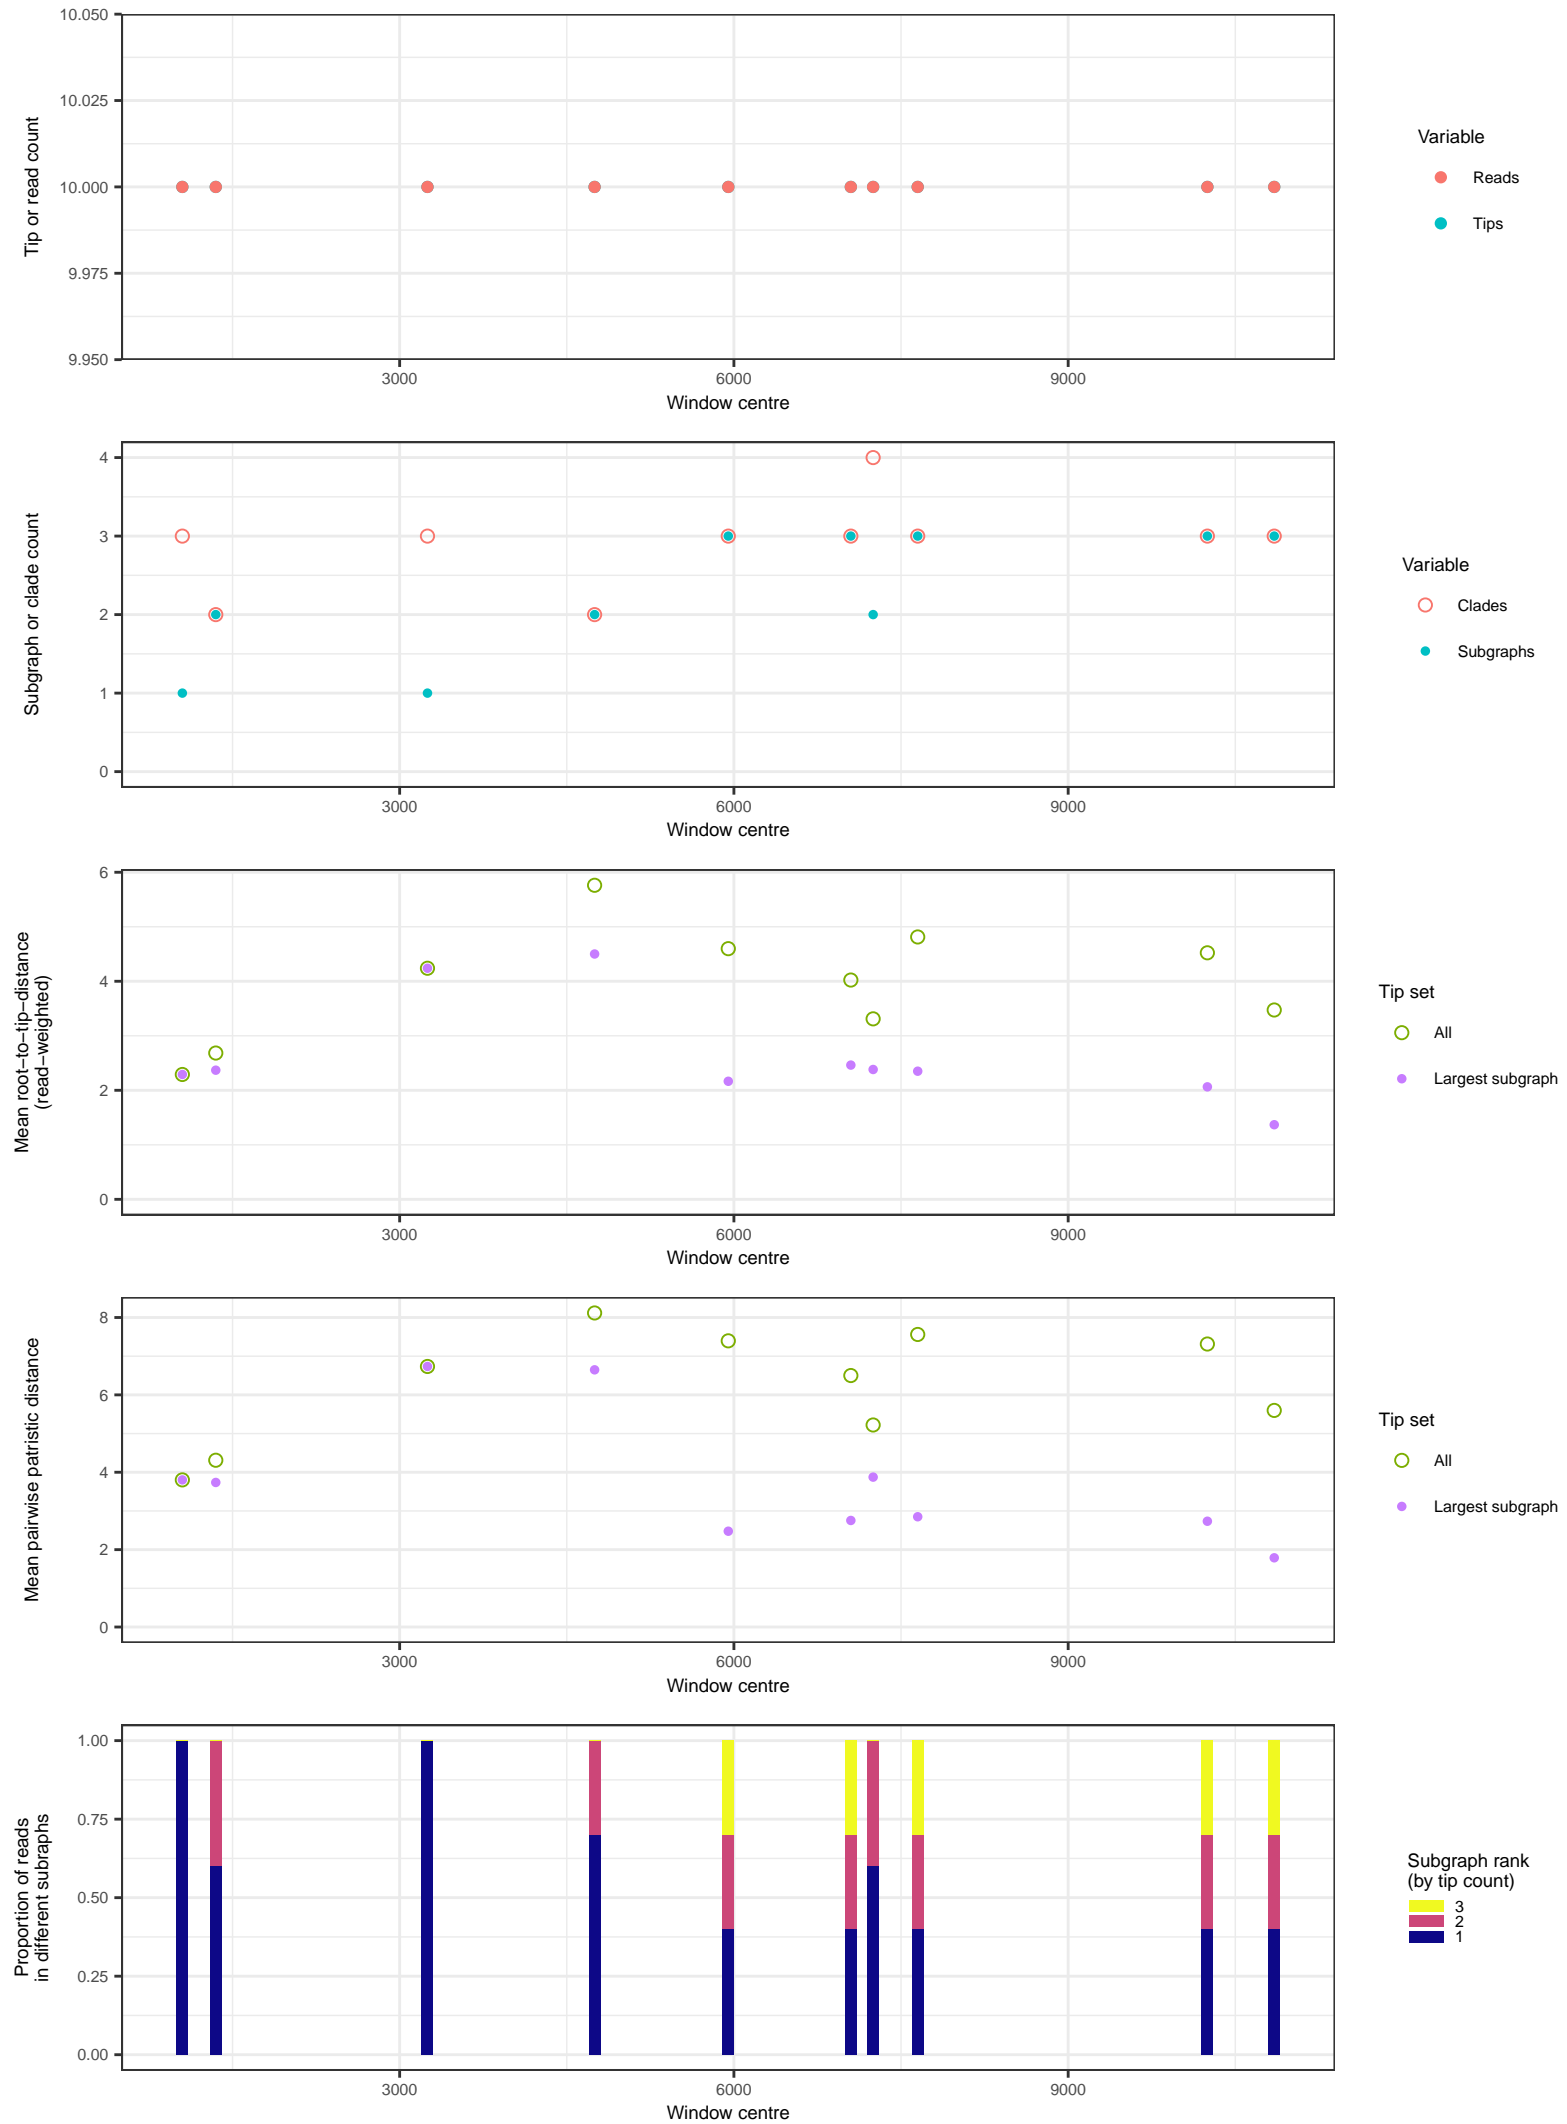 10.050
10.025
10.000
9.975
9.950
Tip or read count
3000 6000 9000
Window centre
Variable
Reads
Tips
4
3
2
1
0
Subgraph or clade count
3000 6000 9000
Window centre
Variable
Clades
Subgraphs
6
4
2
0
Mean root−to−tip−distance
(read−weighted)
3000 6000 9000
Window centre
Tip set
All
Largest subgraph
8
6
4
2
0
Mean pairwise patristic distance
3000 6000 9000
Window centre
Tip set
All
Largest subgraph
1.00
0.75
0.50
0.25
0.00
Proportion of reads
in different subraphs
3000 6000 9000
Window centre
Subgraph rank
(by tip count)
3
2
1